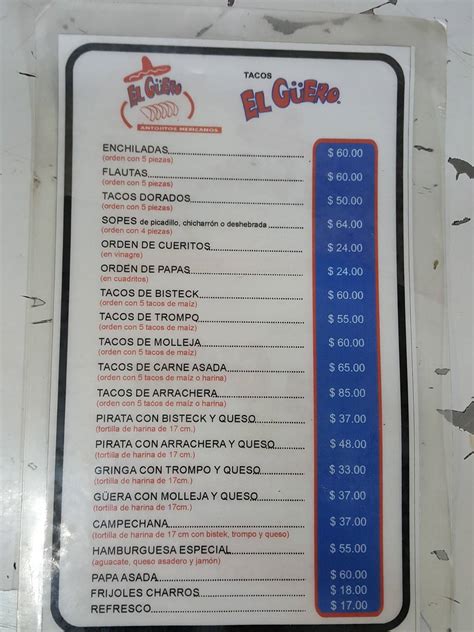 EL GÜERO
ANTOJITOS MEXICANOS
TACOS
EL GÜERO
ENCHILADAS $ 60.00
(orden con 5 piezas)
FLAUTAS $ 60.00
(orden con 5 piezas)
TACOS DORADOS $ 50.00
(orden con 5 piezas)
SOPES de picadillo, chicharrón o deshebrada $ 64.00
(orden con 4 piezas)
ORDEN DE CUERITOS $ 24.00
(en vinagre)
ORDEN DE PAPAS $ 24.00
(en cuadritos)
TACOS DE BISTECK $ 60.00
(orden con 5 tacos de maíz)
TACOS DE TROMPO $ 55.00
(orden con 5 tacos de maíz)
TACOS DE MOLLEJA $ 60.00
(orden con 5 tacos de maíz)
TACOS DE CARNE ASADA $ 65.00
(orden con 5 tacos de maíz o harina)
TACOS DE ARRACHERA $ 85.00
(orden con 5 tacos de maíz o harina)
PIRATA CON BISTECK Y QUESO $ 37.00
(tortilla de harina de 17 cm.)
PIRATA CON ARRACHERA Y QUESO $ 48.00
(tortilla de harina de 17 cm.)
GRINGA CON TROMPO Y QUESO $ 33.00
(tortilla de harina de 17cm.)
GÜERA CON MOLLEJA Y QUESO $ 37.00
(tortilla de harina de 17cm.)
CAMPECHANA $ 37.00
(tortilla de harina de 17 cm con bistek, trompo y queso)
HAMBURGUESA ESPECIAL $ 55.00
(aguacate, queso asadero y jamón)
PAPA ASADA $ 60.00
FRIJOLES CHARROS $ 18.00
REFRESCO $ 17.00